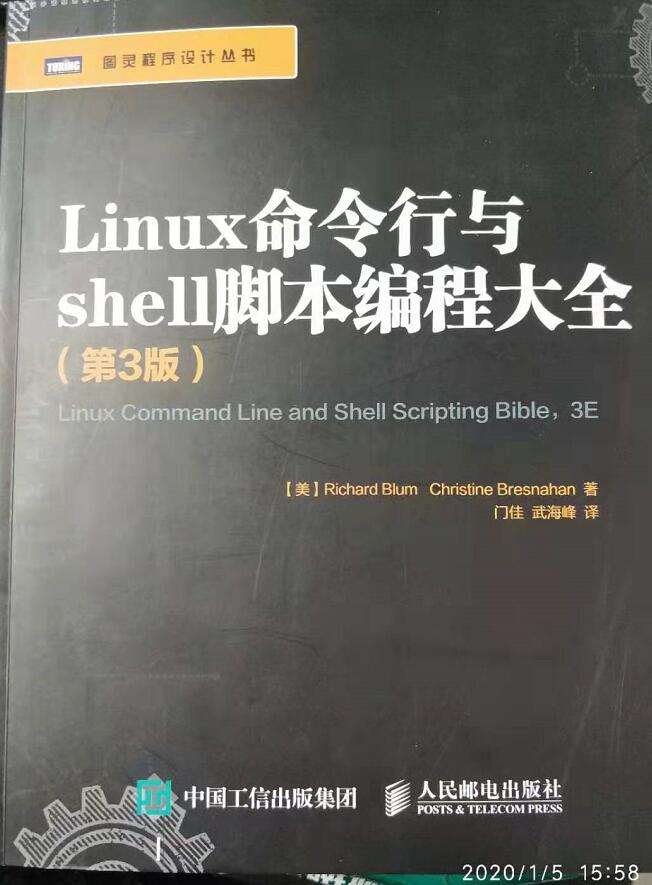 TURING 图灵程序设计丛书
Linux命令行与
shell脚本编程大全
（第3版）
Linux Command Line and Shell Scripting Bible，3E
【美】Richard Blum Christine Bresnahan 著
门佳 武海峰 译
中国工信出版集团 人民邮电出版社
POSTS & TELECOM PRESS
2020/1/5 15:58